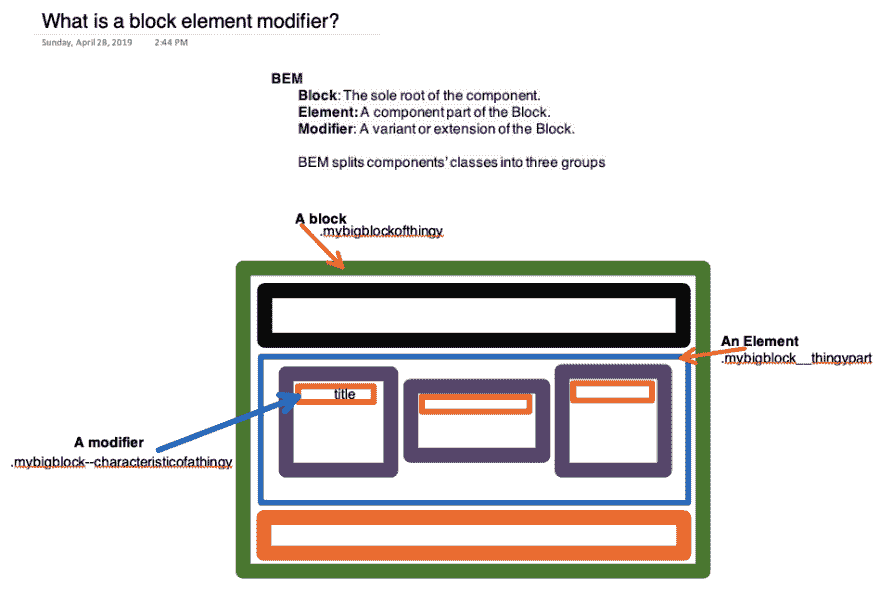 What is a block element modifier?
Sunday, April 28, 2019 2:44 PM
BEM
Block: The sole root of the component.
Element: A component part of the Block.
Modifier: A variant or extension of the Block.
BEM splits components' classes into three groups
A block
.mybigblockofthingy
An Element
.mybigblock__thingypart
title
A modifier
.mybigblock--characteristicofathingy